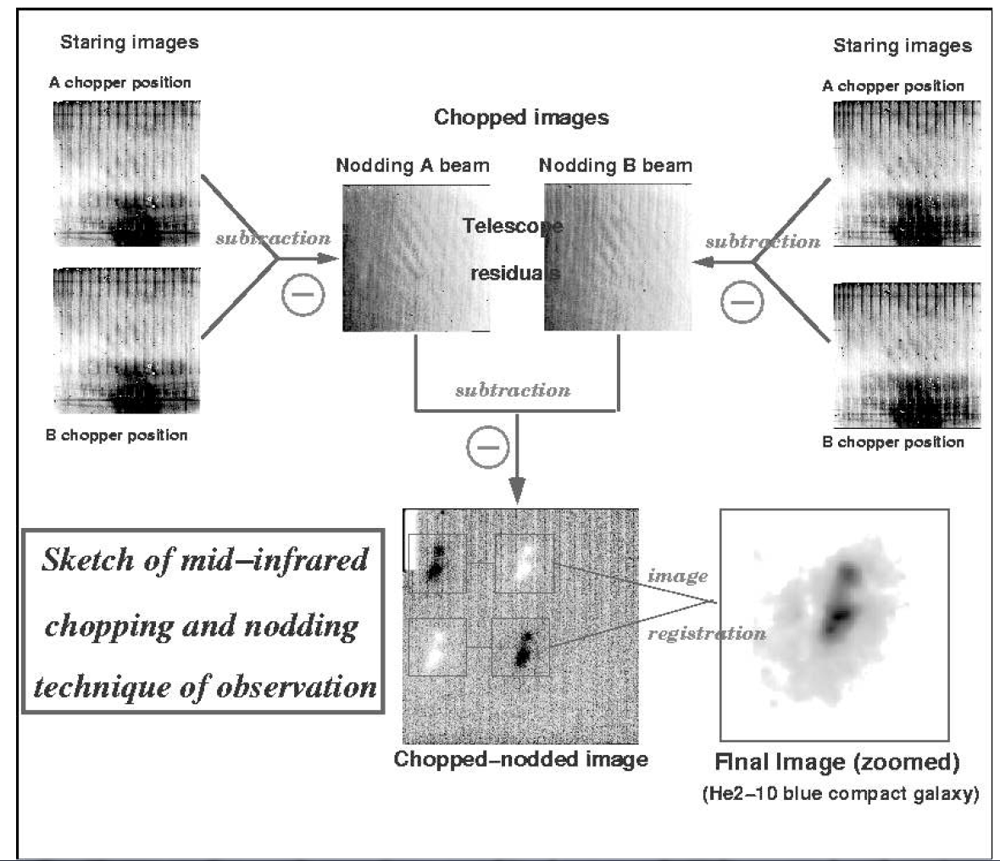 Staring images
A chopper position
B chopper position
Staring images
A chopper position
B chopper position
Chopped images
Nodding A beam
Nodding B beam
Telescope
residuals
subtraction
subtraction
subtraction
Sketch of mid-infrared
chopping and nodding
technique of observation
image
registration
Chopped-nodded image
FInal Image (zoomed)
(He2-10 blue compact galaxy)